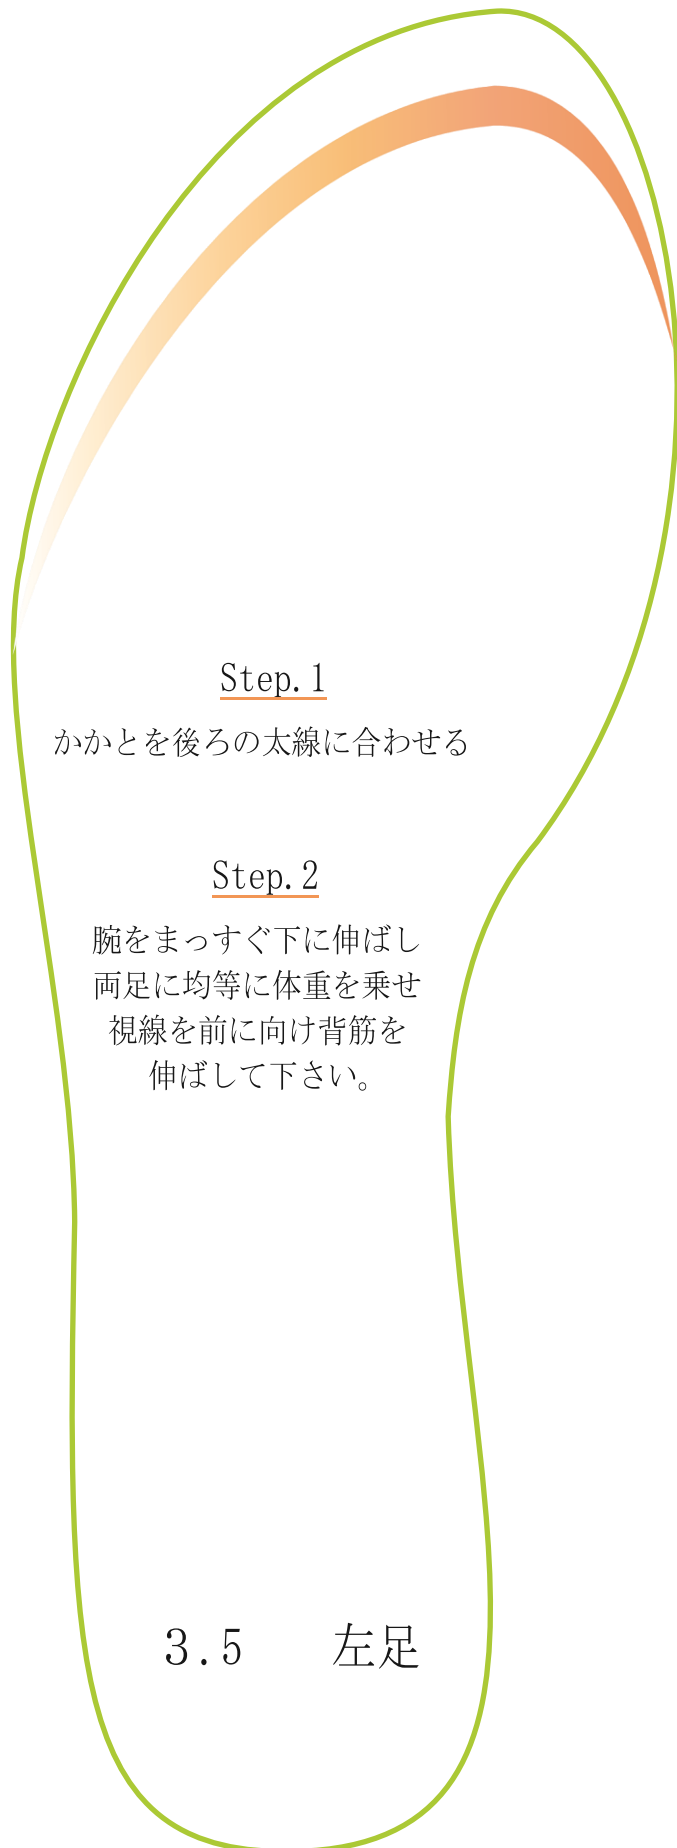 Step.1
かかとを後ろの太線に合わせる
Step.2
腕をまっすぐ下に伸ばし
両足に均等に体重を乗せ
視線を前に向け背筋を
伸ばして下さい。
3.5 左足